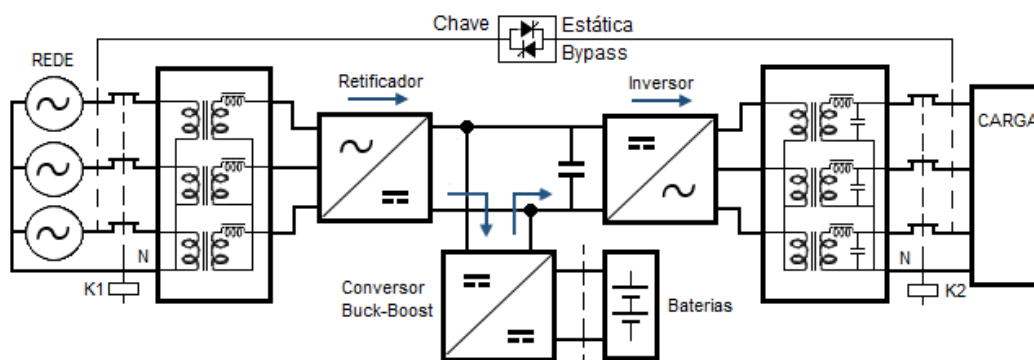 Chave Estática
Bypass
REDE
Retificador
Inversor
CARGA
N
K1
N
K2
Conversor
Buck-Boost
Baterias